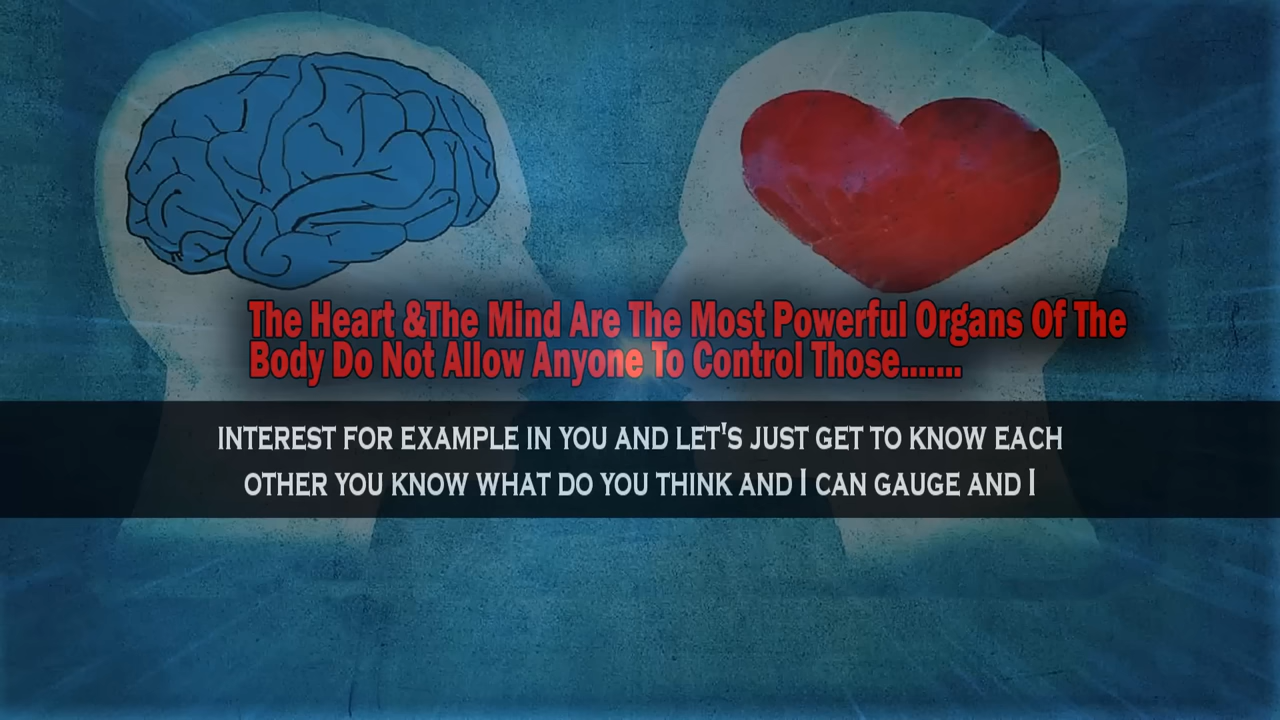 The Heart &The Mind Are The Most Powerful Organs Of The
Body Do Not Allow Anyone To Control Those.......
INTEREST FOR EXAMPLE IN YOU AND LET'S JUST GET TO KNOW EACH
OTHER YOU KNOW WHAT DO YOU THINK AND I CAN GAUGE AND I